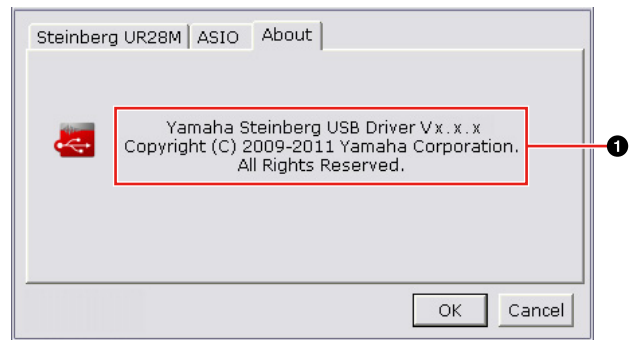 Steinberg UR28M ASIO About
Yamaha Steinberg USB Driver Vx.x.x
Copyright (C) 2009-2011 Yamaha Corporation.
All Rights Reserved.
1
OK Cancel